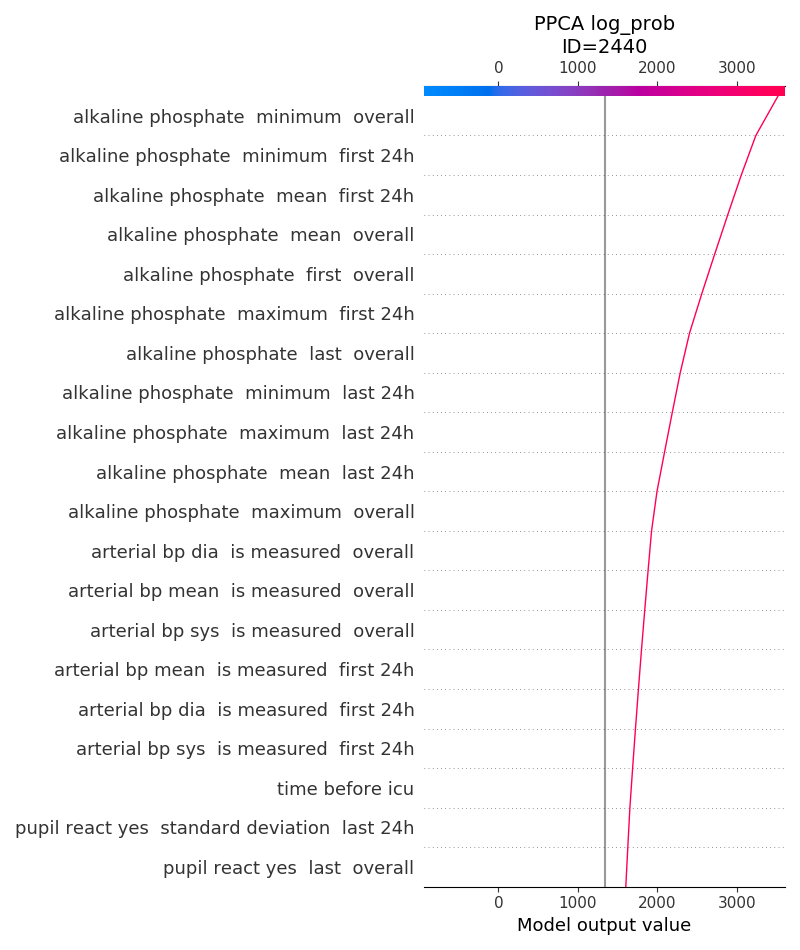 PPCA log_prob
ID=2440
0 1000 2000 3000
alkaline phosphate  minimum  overall
alkaline phosphate  minimum  first 24h
alkaline phosphate  mean  first 24h
alkaline phosphate  mean  overall
alkaline phosphate  first  overall
alkaline phosphate  maximum  first 24h
alkaline phosphate  last  overall
alkaline phosphate  minimum  last 24h
alkaline phosphate  maximum  last 24h
alkaline phosphate  mean  last 24h
alkaline phosphate  maximum  overall
arterial bp dia  is measured  overall
arterial bp mean  is measured  overall
arterial bp sys  is measured  overall
arterial bp mean  is measured  first 24h
arterial bp dia  is measured  first 24h
arterial bp sys  is measured  first 24h
time before icu
pupil react yes  standard deviation  last 24h
pupil react yes  last  overall
0 1000 2000 3000
Model output value